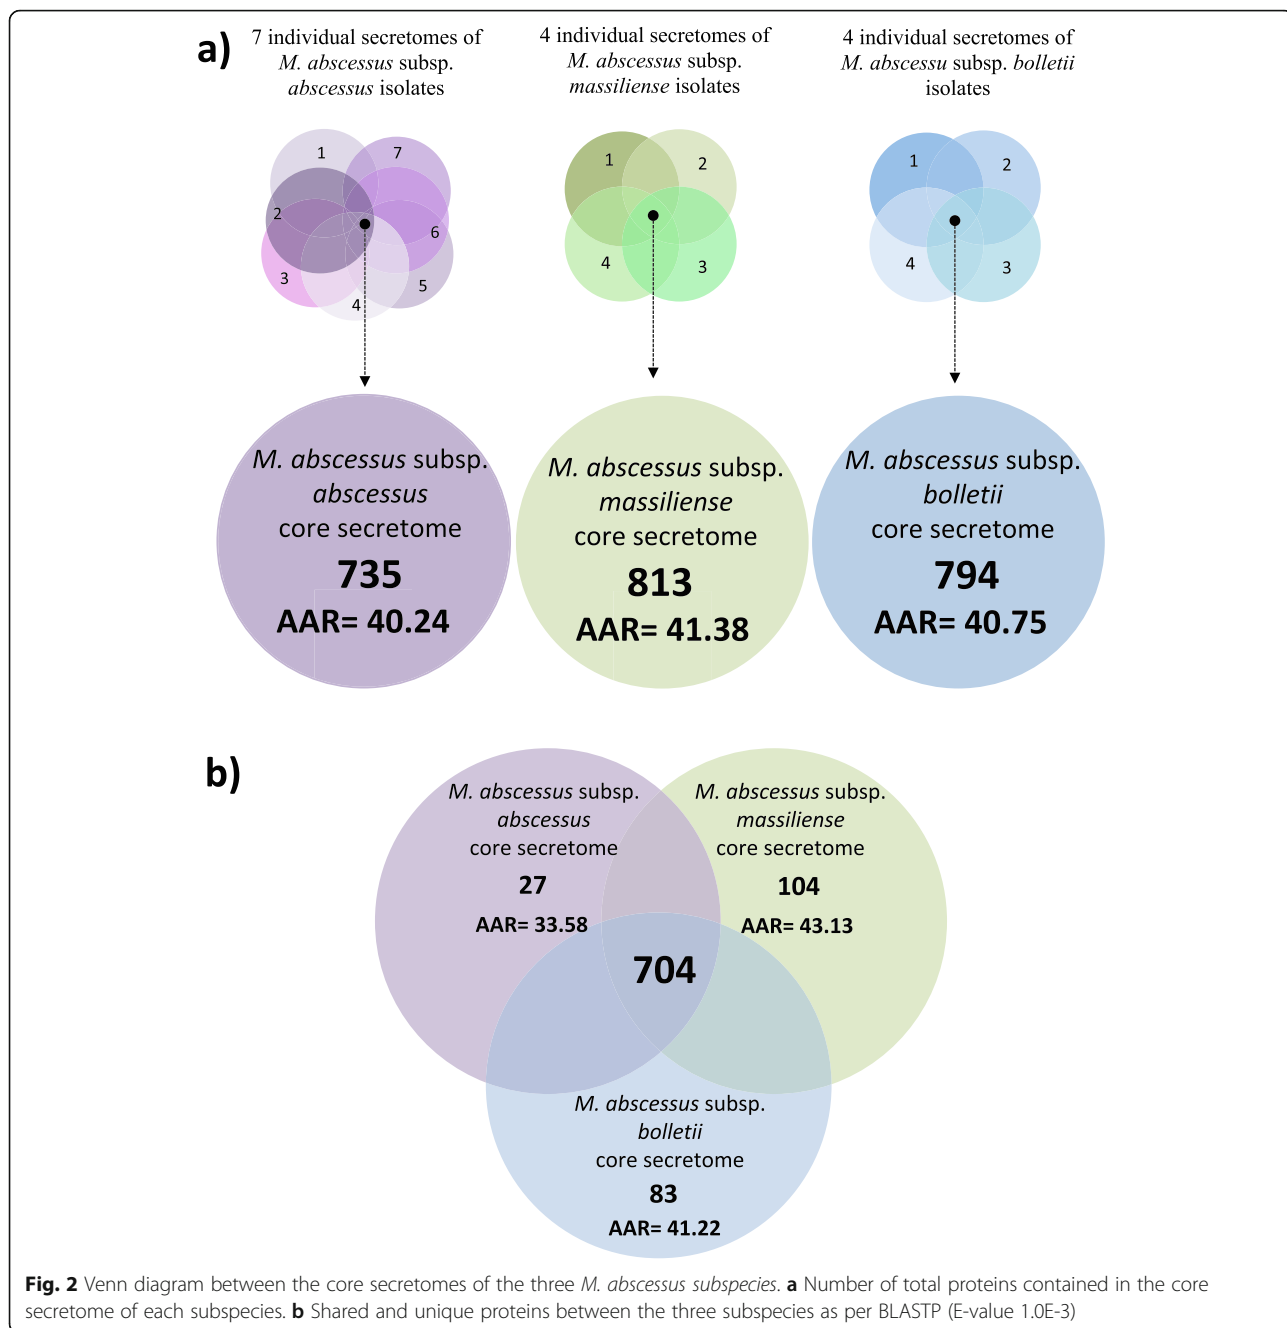 a)
7 individual secretomes of
M. abscessus subsp.
abscessus isolates
4 individual secretomes of
M. abscessus subsp.
massiliense isolates
4 individual secretomes of
M. abscessu subsp. bolletii
isolates
1
7
2
6
3
5
4
1
2
4
3
1
2
4
3
M. abscessus subsp.
abscessus
core secretome
735
AAR= 40.24
M. abscessus subsp.
massiliense
core secretome
813
AAR= 41.38
M. abscessus subsp.
bolletii
core secretome
794
AAR= 40.75
b)
M. abscessus subsp.
abscessus
core secretome
27
AAR= 33.58
M. abscessus subsp.
massiliense
core secretome
104
AAR= 43.13
704
M. abscessus subsp.
bolletii
core secretome
83
AAR= 41.22
Fig. 2 Venn diagram between the core secretomes of the three M. abscessus subspecies. a Number of total proteins contained in the core
secretome of each subspecies. b Shared and unique proteins between the three subspecies as per BLASTP (E-value 1.0E-3)